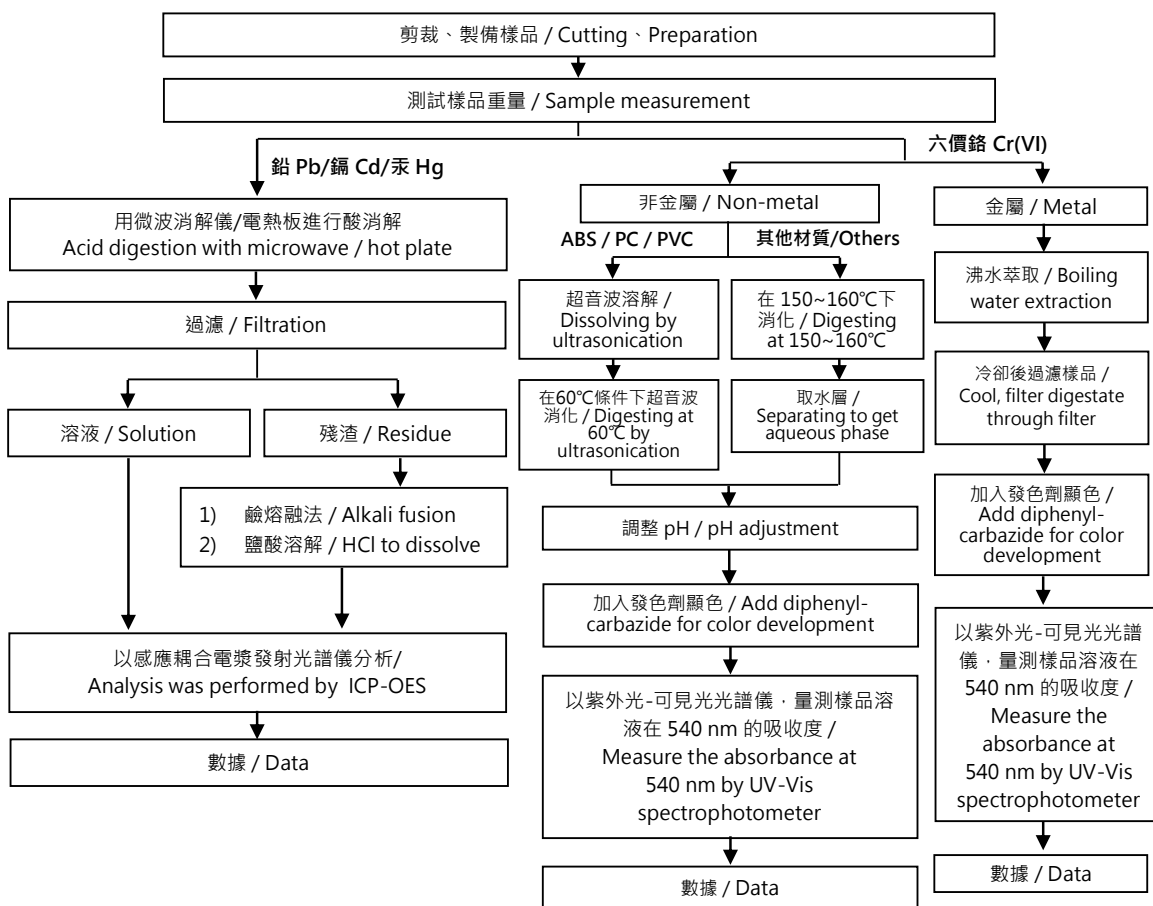 剪裁、製備樣品 / Cutting、Preparation
測試樣品重量 / Sample measurement
鉛 Pb/鎘 Cd/汞 Hg
用微波消解儀/電熱板進行酸消解
Acid digestion with microwave / hot plate
過濾 / Filtration
溶液 / Solution
殘渣 / Residue
1) 鹼熔融法 / Alkali fusion
2) 鹽酸溶解 / HCl to dissolve
以感應耦合電漿發射光譜儀分析/
Analysis was performed by ICP-OES
數據 / Data
六價鉻 Cr(VI)
非金屬 / Non-metal
ABS / PC / PVC
超音波溶解 /
Dissolving by
ultrasonication
在60℃條件下超音波
消化 / Digesting at
60℃ by
ultrasonication
其他材質/Others
在 150~160℃下
消化 / Digesting
at 150~160℃
取水層 /
Separating to get
aqueous phase
調整 pH / pH adjustment
加入發色劑顯色 / Add diphenyl-
carbazide for color development
以紫外光-可見光光譜儀，量測樣品溶
液在 540 nm 的吸收度 /
Measure the absorbance at
540 nm by UV-Vis
spectrophotometer
數據 / Data
金屬 / Metal
沸水萃取 / Boiling
water extraction
冷卻後過濾樣品 /
Cool, filter digestate
through filter
加入發色劑顯色 /
Add diphenyl-
carbazide for color
development
以紫外光-可見光光譜
儀，量測樣品溶液在
540 nm 的吸收度 /
Measure the
absorbance at
540 nm by UV-Vis
spectrophotometer
數據 / Data